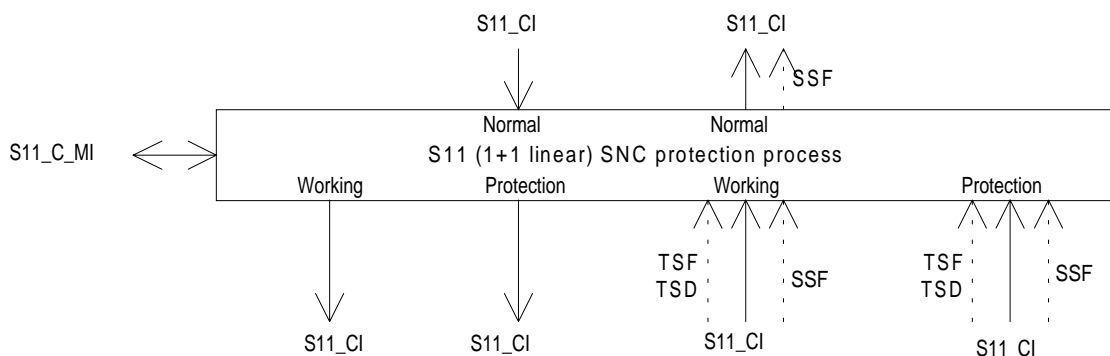 S11_CI S11_CI
SSF
Normal Normal
S11_C_MI
S11 (1+1 linear) SNC protection process
Working Protection Working Protection
TSF TSF
SSF SSF
TSD TSD
S11_CI S11_CI S11_CI S11_CI